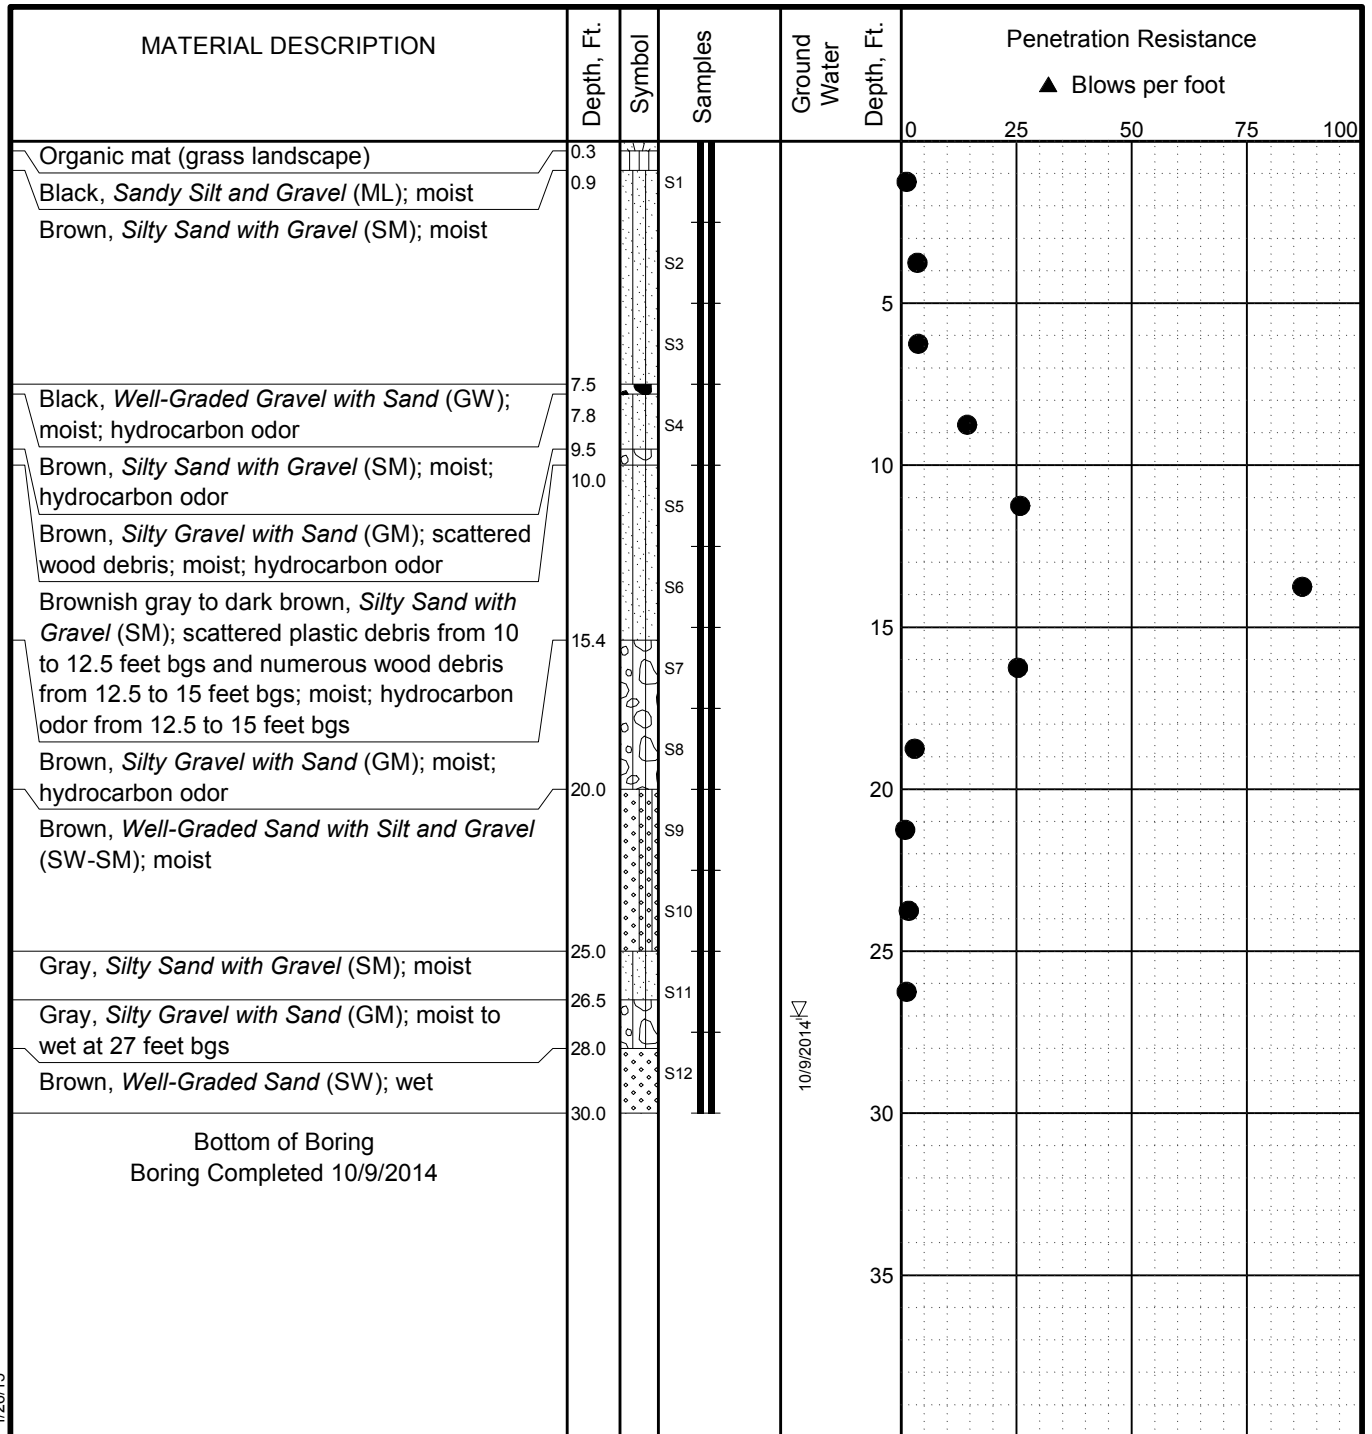 MATERIAL DESCRIPTION
Depth, Ft.
Symbol
Samples
Ground
Water
Depth, Ft.
Penetration Resistance
▲ Blows per foot
0 25 50 75 100
Organic mat (grass landscape)
0.3
Black, Sandy Silt and Gravel (ML); moist
0.9
Brown, Silty Sand with Gravel (SM); moist
7.5
Black, Well-Graded Gravel with Sand (GW);
moist; hydrocarbon odor
7.8
9.5
Brown, Silty Sand with Gravel (SM); moist;
hydrocarbon odor
10.0
Brown, Silty Gravel with Sand (GM); scattered
wood debris; moist; hydrocarbon odor
Brownish gray to dark brown, Silty Sand with
Gravel (SM); scattered plastic debris from 10
to 12.5 feet bgs and numerous wood debris
from 12.5 to 15 feet bgs; moist; hydrocarbon
odor from 12.5 to 15 feet bgs
15.4
Brown, Silty Gravel with Sand (GM); moist;
hydrocarbon odor
20.0
Brown, Well-Graded Sand with Silt and Gravel
(SW-SM); moist
25.0
Gray, Silty Sand with Gravel (SM); moist
26.5
Gray, Silty Gravel with Sand (GM); moist to
wet at 27 feet bgs
28.0
Brown, Well-Graded Sand (SW); wet
30.0
Bottom of Boring
Boring Completed 10/9/2014
S1
S2
S3
S4
S5
S6
S7
S8
S9
S10
S11
S12
10/9/2014
5
10
15
20
25
30
35